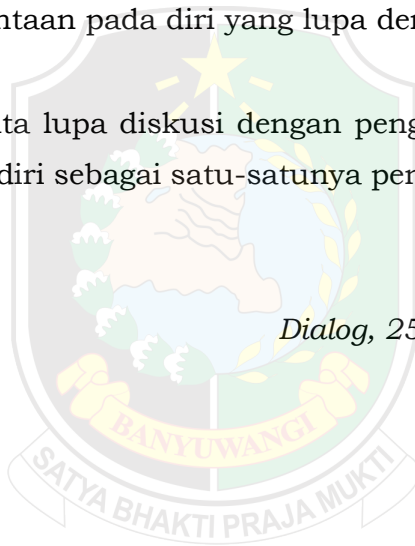 ntaan pada diri yang lupa den
ta lupa diskusi dengan peng
diri sebagai satu-satunya pen
Dialog, 25
BANYUWANGI
SATYA BHAKTI PRAJA MUKTI